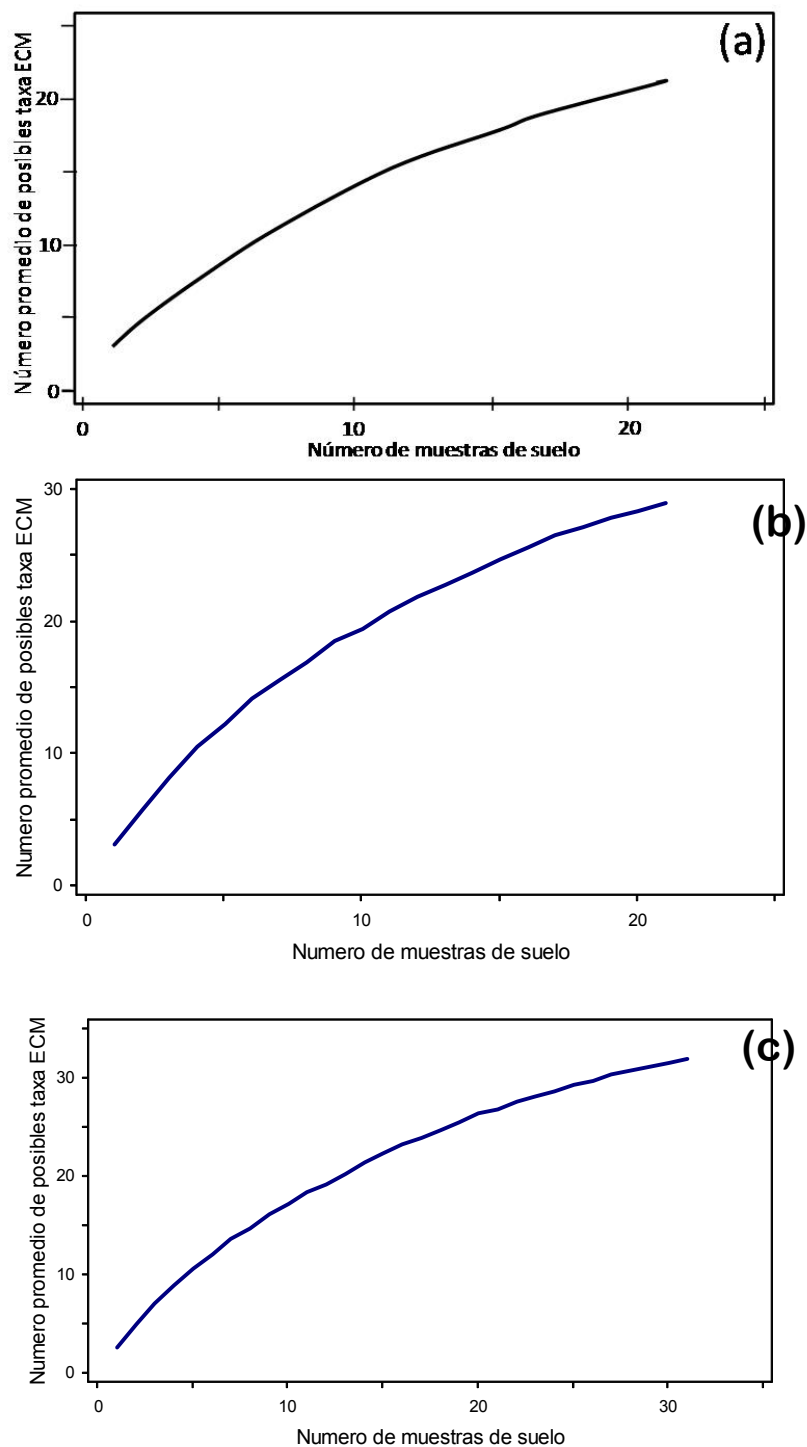 (a)
Número promedio de posibles taxa ECM
20
10
0
0 10 20
Número de muestras de suelo
(b)
Numero promedio de posibles taxa ECM
30
20
10
0
0 10 20
Numero de muestras de suelo
(c)
Numero promedio de posibles taxa ECM
30
20
10
0
0 10 20 30
Numero de muestras de suelo